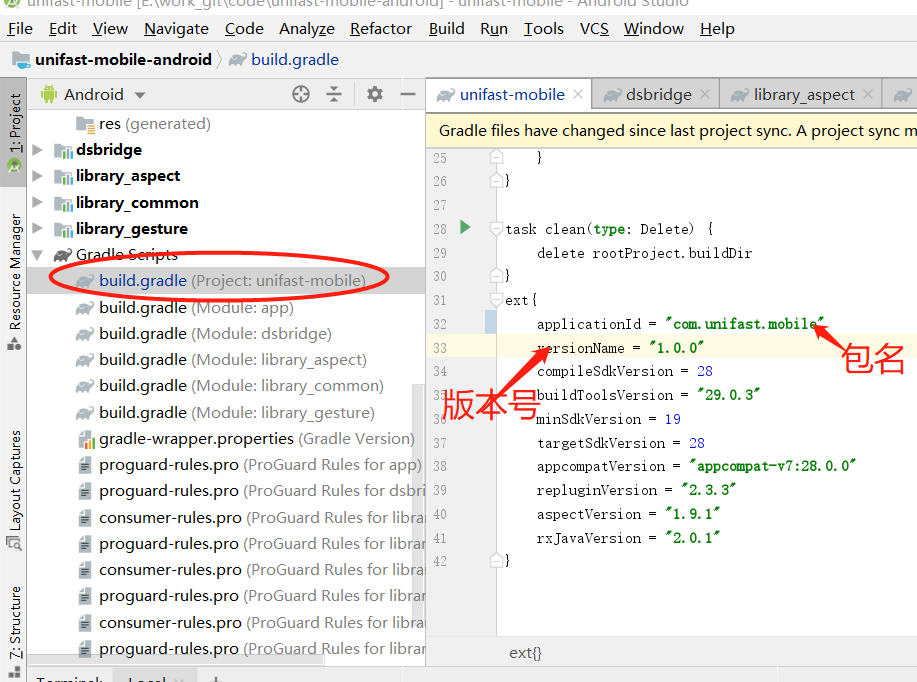 unifast-mobile [E:\work_git\code\unifast-mobile-android] - unifast-mobile - Android Studio
File Edit View Navigate Code Analyze Refactor Build Run Tools VCS Window Help
unifast-mobile-android build.gradle
1: Project
Resource Manager
Layout Captures
Z: Structure
Android
res (generated)
dsbridge
library_aspect
library_common
library_gesture
Gradle Scripts
build.gradle (Project: unifast-mobile)
build.gradle (Module: app)
build.gradle (Module: dsbridge)
build.gradle (Module: library_aspect)
build.gradle (Module: library_common)
build.gradle (Module: library_gesture)
gradle-wrapper.properties (Gradle Version)
proguard-rules.pro (ProGuard Rules for app)
proguard-rules.pro (ProGuard Rules for dsbri
consumer-rules.pro (ProGuard Rules for librar
proguard-rules.pro (ProGuard Rules for librar
consumer-rules.pro (ProGuard Rules for librar
proguard-rules.pro (ProGuard Rules for librar
consumer-rules.pro (ProGuard Rules for librar
proguard-rules.pro (ProGuard Rules for librar
unifast-mobile dsbridge library_aspect
Gradle files have changed since last project sync. A project sync m
25 }
26 }
27
28 task clean(type: Delete) {
29 delete rootProject.buildDir
30 }
31 ext{
32 applicationId = "com.unifast.mobile"
33 versionName = "1.0.0"
34 compileSdkVersion = 28
35 buildToolsVersion = "29.0.3"
36 minSdkVersion = 19
37 targetSdkVersion = 28
38 appcompatVersion = "appcompat-v7:28.0.0"
39 repluginVersion = "2.3.3"
40 aspectVersion = "1.9.1"
41 rxJavaVersion = "2.0.1"
42 }
包名
版本号
ext{}
Terminal: Local